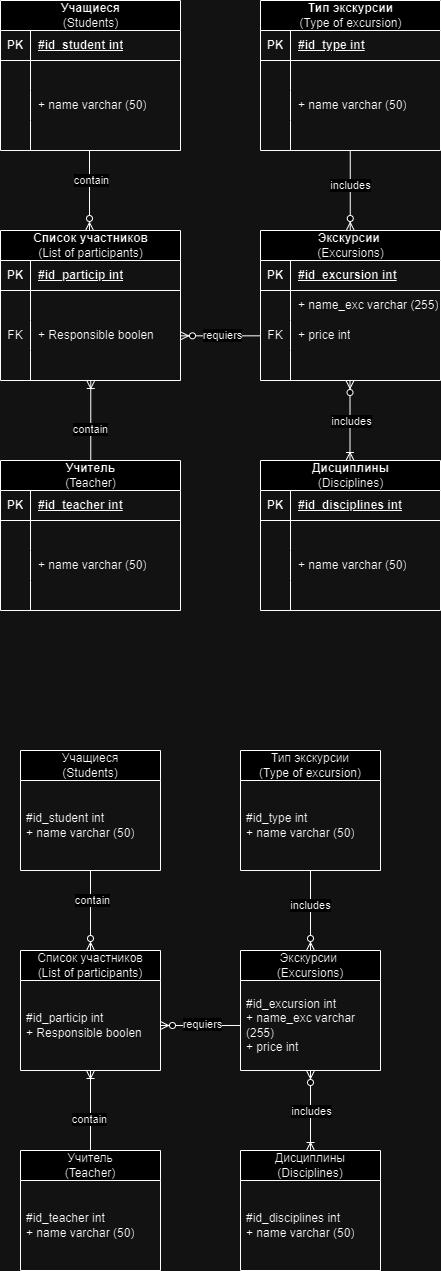 Учащиеся
(Students)
PK #id_student int
+ name varchar (50)
Тип экскурсии
(Type of excursion)
PK #id_type int
+ name varchar (50)
contain
includes
Список участников
(List of participants)
PK #id_particip int
FK + Responsible boolen
requiers
Экскурсии
(Excursions)
PK #id_excursion int
+ name_exc varchar (255)
FK + price int
contain
includes
Учитель
(Teacher)
PK #id_teacher int
+ name varchar (50)
Дисциплины
(Disciplines)
PK #id_disciplines int
+ name varchar (50)
Учащиеся
(Students)
#id_student int
+ name varchar (50)
Тип экскурсии
(Type of excursion)
#id_type int
+ name varchar (50)
contain
includes
Список участников
(List of participants)
#id_particip int
+ Responsible boolen
requiers
Экскурсии
(Excursions)
#id_excursion int
+ name_exc varchar
(255)
+ price int
contain
includes
Учитель
(Teacher)
#id_teacher int
+ name varchar (50)
Дисциплины
(Disciplines)
#id_disciplines int
+ name varchar (50)